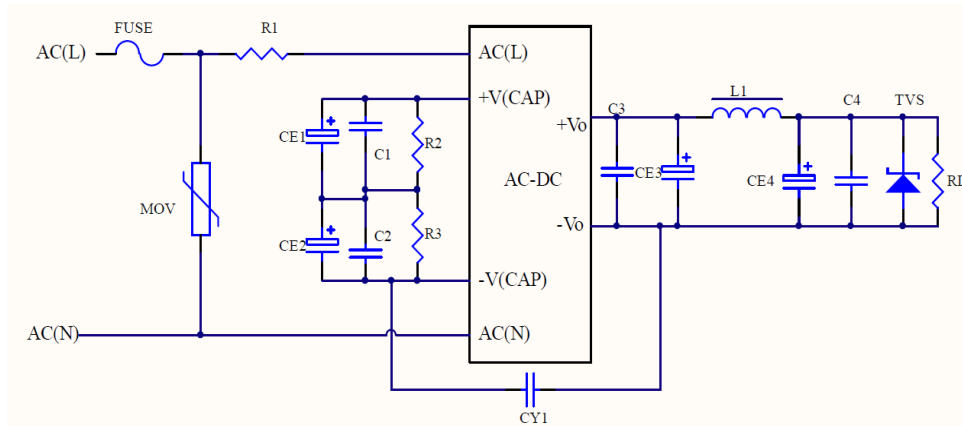 FUSE
AC(L)
R1
AC(L)
+V(CAP)
CE1
C1
R2
MOV
CE2
C2
R3
-V(CAP)
AC(N)
AC(N)
AC-DC
+Vo
-Vo
C3
CE3
L1
CE4
C4
TVS
RL
CY1